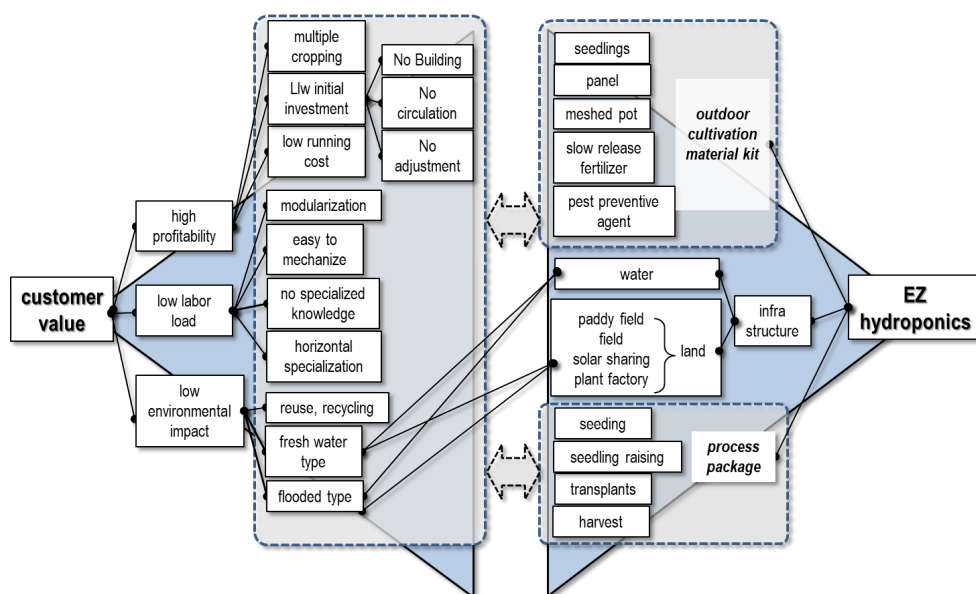 customer
value
high
profitability
low labor
load
low
environmental
impact
multiple
cropping
Llw initial
investment
low running
cost
No Building
No
circulation
No
adjustment
modularization
easy to
mechanize
no specialized
knowledge
horizontal
specialization
reuse, recycling
fresh water
type
flooded type
seedlings
panel
meshed pot
slow release
fertilizer
pest preventive
agent
outdoor
cultivation
material kit
water
paddy field
field
solar sharing
plant factory
land
infra
structure
EZ
hydroponics
seeding
seedling raising
transplants
harvest
process
package